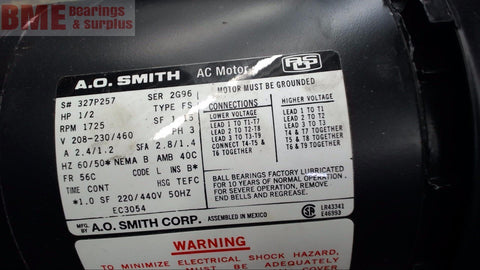 BME Bearings
& surplus
A.O. SMITH AC Motor
S# 327P257 SER 2G96
HP 1/2 TYPE FS
RPM 1725 SF 1.15
V 208-230/460 PH 3
A 2.4/1.2 SFA 2.8/1.4
HZ 60/50* NEMA B AMB 40C
FR 56C CODE L INS B*
TIME CONT HSG TEFC
*1.0 SF 220/440V 50HZ
EC3054
MFG BY A.O. SMITH CORP. ASSEMBLED IN MEXICO
MOTOR MUST BE GROUNDED
CONNECTIONS
LOWER VOLTAGE
LEAD 1 TO T1-T7
LEAD 2 TO T2-T8
LEAD 3 TO T3-T9
CONNECT T4-T5 &
T6 TOGETHER
HIGHER VOLTAGE
LEAD 1 TO T1
LEAD 2 TO T2
LEAD 3 TO T3
T4 & T7 TOGETHER
T5 & T8 TOGETHER
T6 & T9 TOGETHER
BALL BEARINGS FACTORY LUBRICATED
FOR 10 YEARS OF NORMAL OPERATION.
FOR SEVERE OPERATION, REMOVE
END BELLS AND REGREASE.
LR43341
E46993
WARNING
TO MINIMIZE ELECTRICAL SHOCK HAZARD,